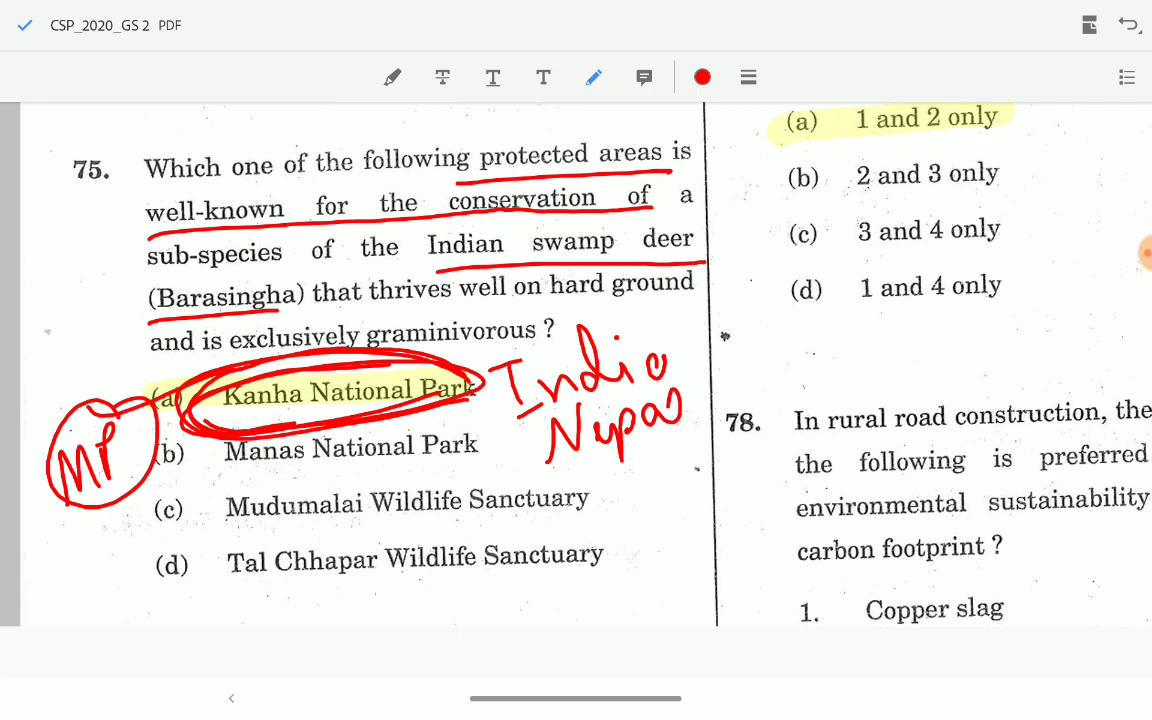 CSP_2020_GS 2 PDF
75. Which one of the following protected areas is
well-known for the conservation of a
sub-species of the Indian swamp deer
(Barasingha) that thrives well on hard ground
and is exclusively graminivorous ?
(a) Kanha National Park
India
Nepal
MP
(b) Manas National Park
(c) Mudumalai Wildlife Sanctuary
(d) Tal Chhapar Wildlife Sanctuary
(a) 1 and 2 only
(b) 2 and 3 only
(c) 3 and 4 only
(d) 1 and 4 only
78. In rural road construction, the
the following is preferred
environmental sustainability
carbon footprint ?
1. Copper slag